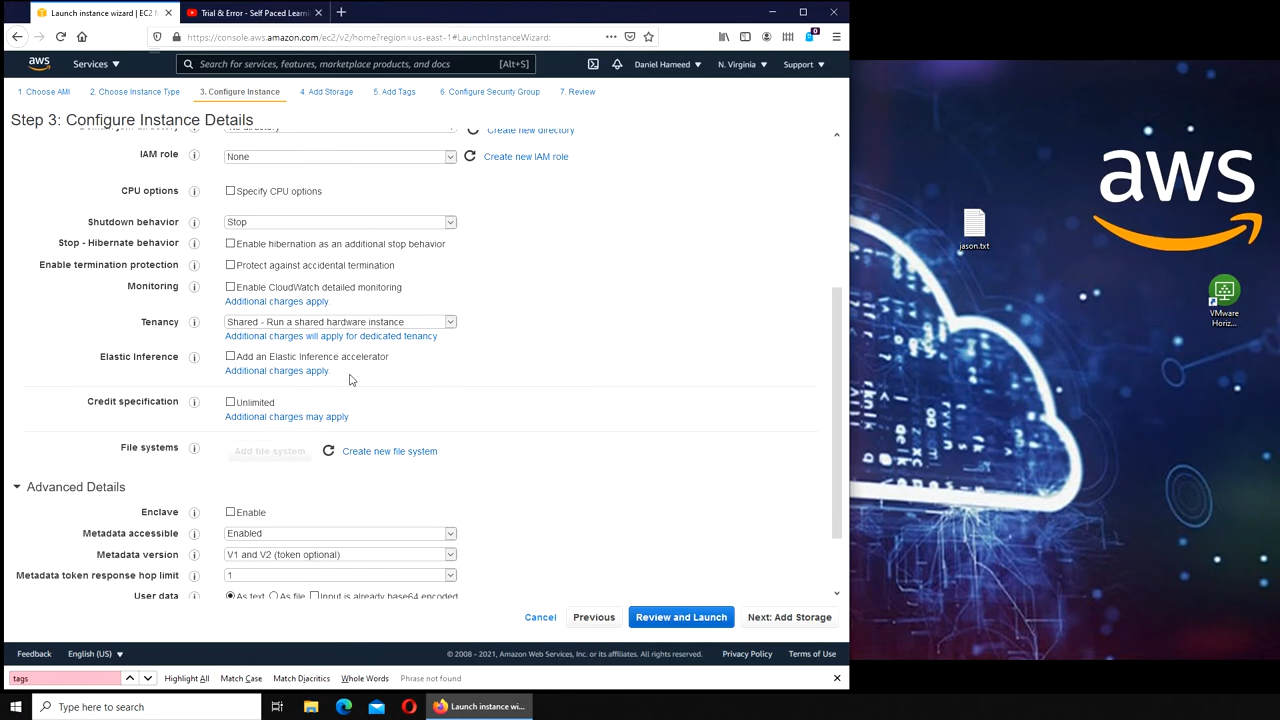 Launch instance wizard | EC2 M
Trial & Error - Self Paced Learni
https://console.aws.amazon.com/ec2/v2/home?region=us-east-1#LaunchInstanceWizard:
0
aws
Services
Search for services, features, marketplace products, and docs
[Alt+S]
Daniel Hameed
N. Virginia
Support
1. Choose AMI
2. Choose Instance Type
3. Configure Instance
4. Add Storage
5. Add Tags
6. Configure Security Group
7. Review
Step 3: Configure Instance Details
Domain join directory
No directory
Create new directory
IAM role
None
Create new IAM role
CPU options
Specify CPU options
Shutdown behavior
Stop
Stop - Hibernate behavior
Enable hibernation as an additional stop behavior
Enable termination protection
Protect against accidental termination
Monitoring
Enable CloudWatch detailed monitoring
Additional charges apply.
Tenancy
Shared - Run a shared hardware instance
Additional charges will apply for dedicated tenancy.
Elastic Inference
Add an Elastic Inference accelerator
Additional charges apply.
Credit specification
Unlimited
Additional charges may apply
File systems
Add file system
Create new file system
Advanced Details
Enclave
Enable
Metadata accessible
Enabled
Metadata version
V1 and V2 (token optional)
Metadata token response hop limit
1
User data
As text
As file
Input is already base64 encoded
Cancel
Previous
Review and Launch
Next: Add Storage
Feedback
English (US)
© 2008 - 2021, Amazon Web Services, Inc. or its affiliates. All rights reserved.
Privacy Policy
Terms of Use
tags
Highlight All
Match Case
Match Diacritics
Whole Words
Phrase not found
Type here to search
Launch instance wi...
aws
jason.txt
VMware
Horiz...